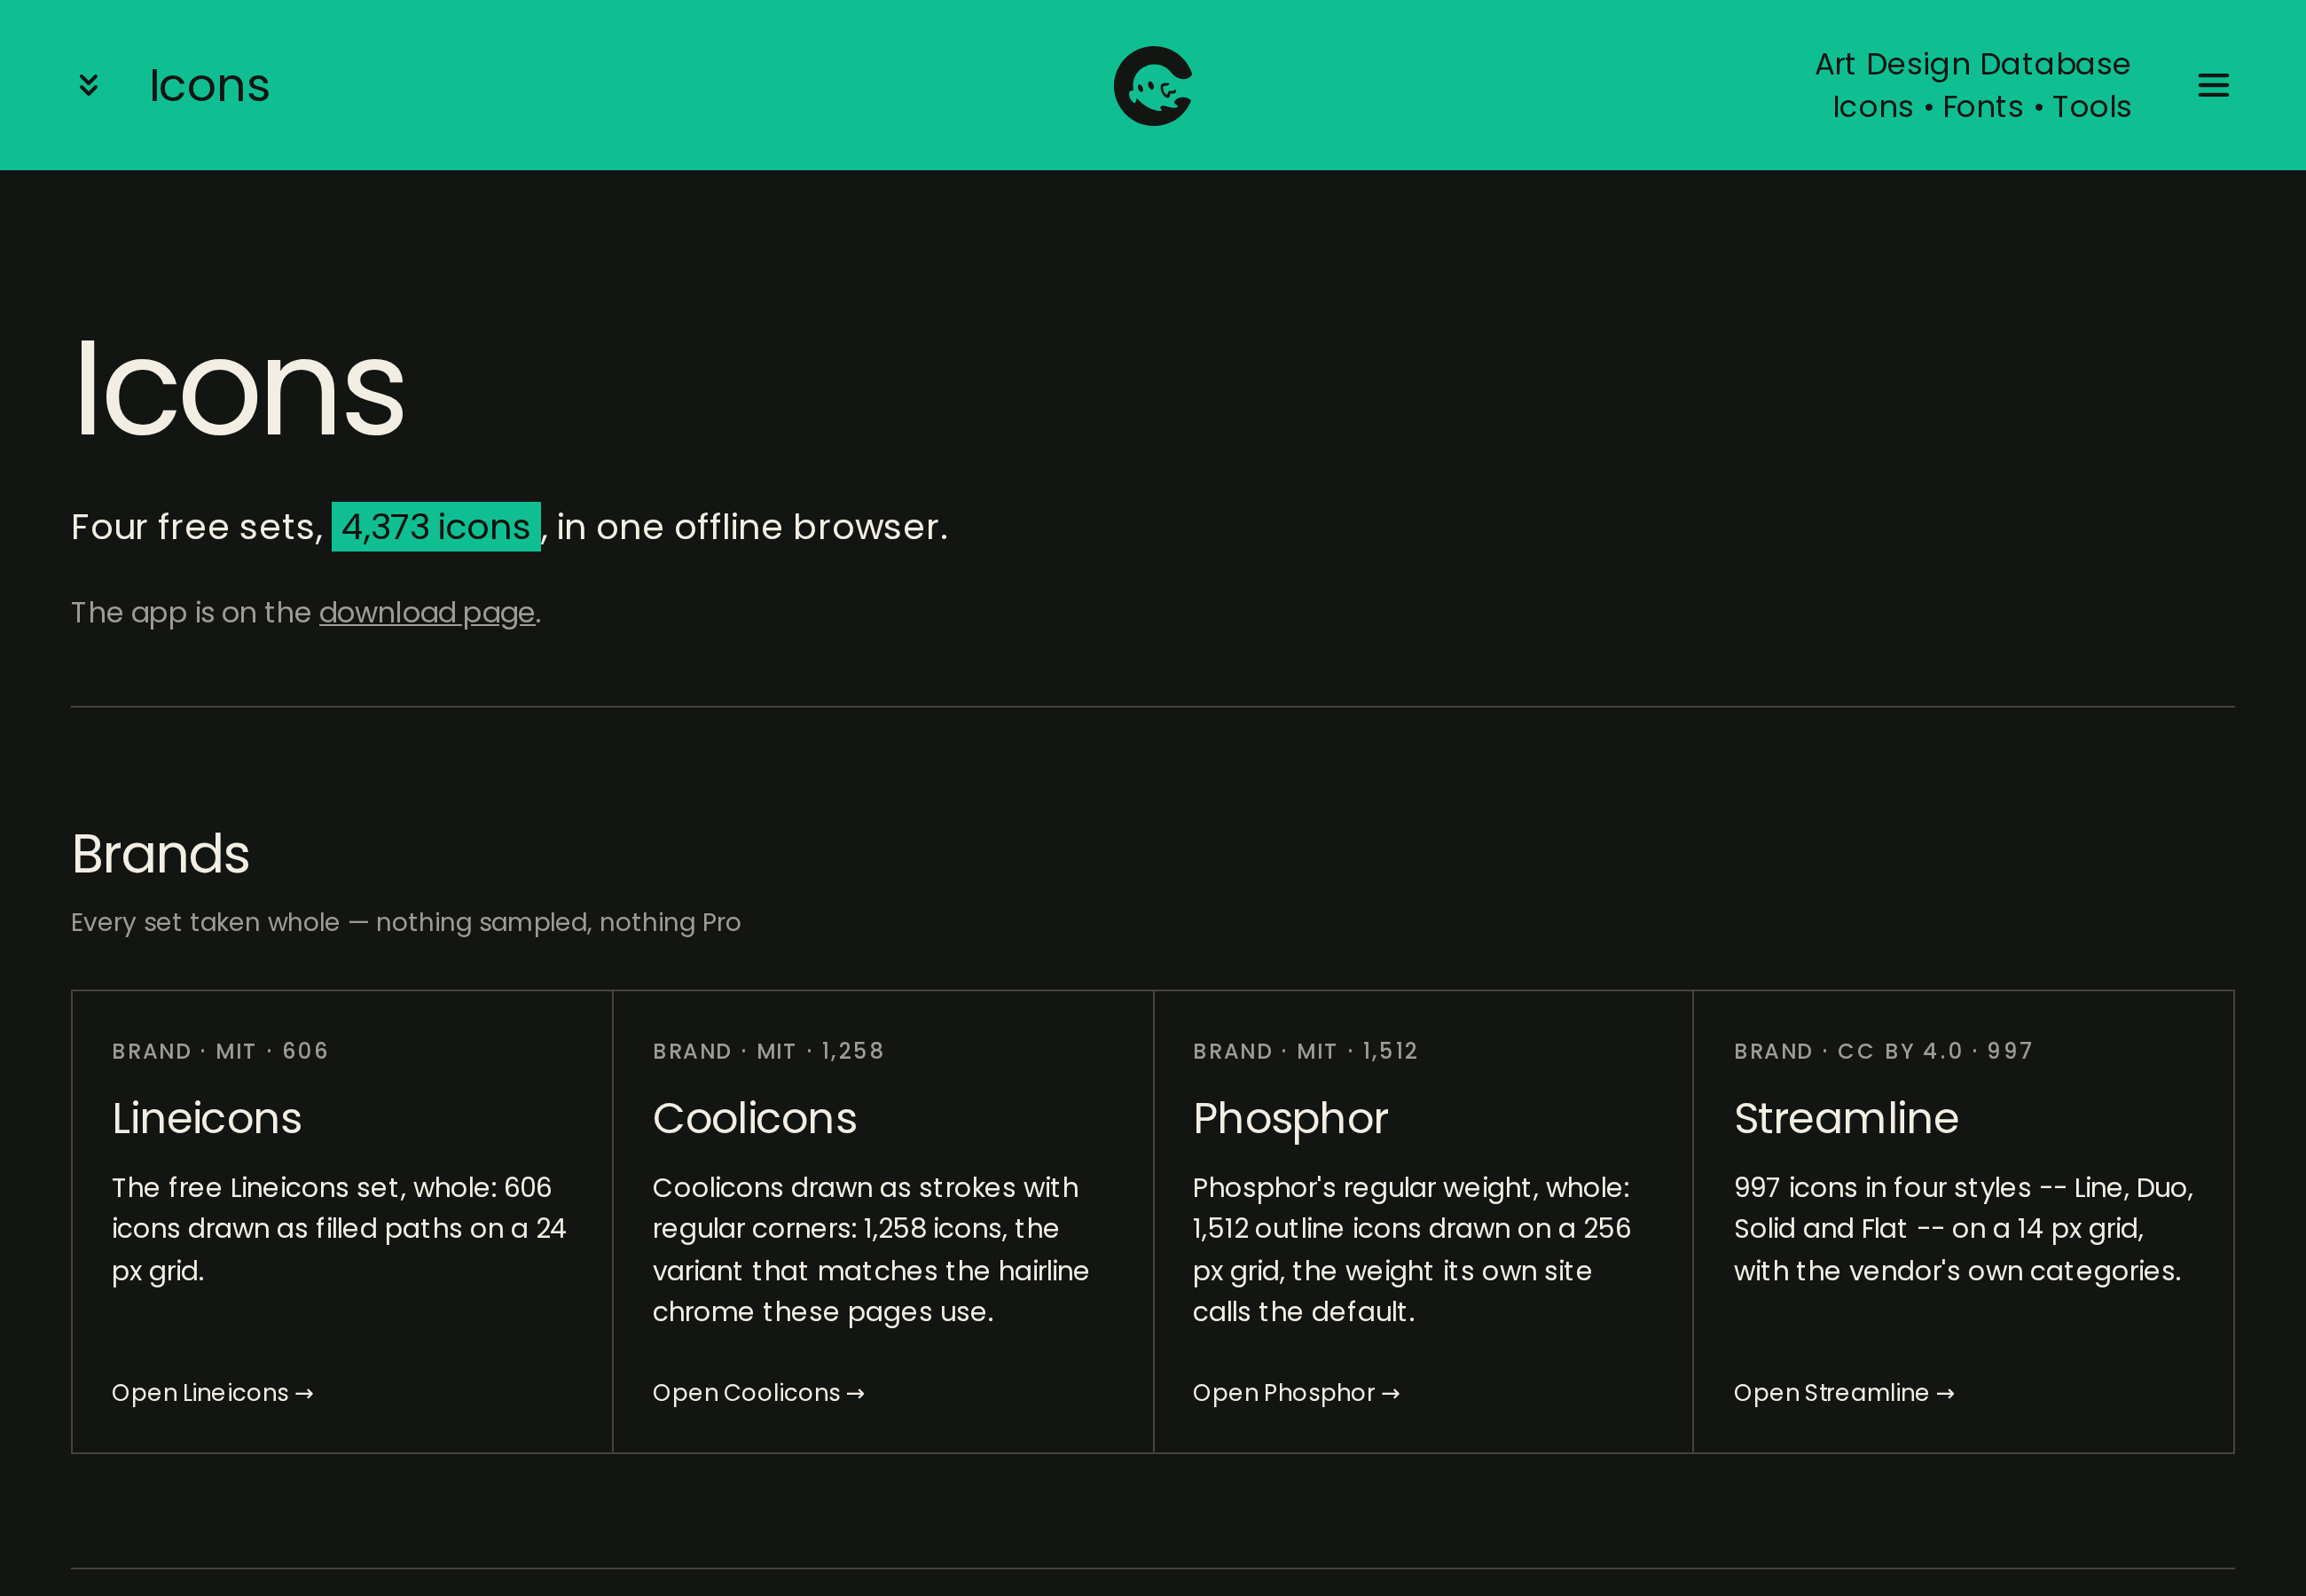 Icons
Art Design Database
Icons • Fonts • Tools
Icons
Four free sets, 4,373 icons, in one offline browser.
The app is on the download page.
Brands
Every set taken whole — nothing sampled, nothing Pro
BRAND · MIT · 606
Lineicons
The free Lineicons set, whole: 606
icons drawn as filled paths on a 24
px grid.
Open Lineicons →
BRAND · MIT · 1,258
Coolicons
Coolicons drawn as strokes with
regular corners: 1,258 icons, the
variant that matches the hairline
chrome these pages use.
Open Coolicons →
BRAND · MIT · 1,512
Phosphor
Phosphor's regular weight, whole:
1,512 outline icons drawn on a 256
px grid, the weight its own site
calls the default.
Open Phosphor →
BRAND · CC BY 4.0 · 997
Streamline
997 icons in four styles -- Line, Duo,
Solid and Flat -- on a 14 px grid,
with the vendor's own categories.
Open Streamline →